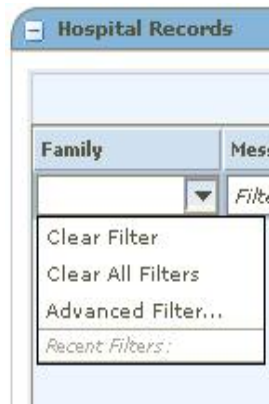 Hospital Records
Family
Clear Filter
Clear All Filters
Advanced Filter...
Recent Filters: